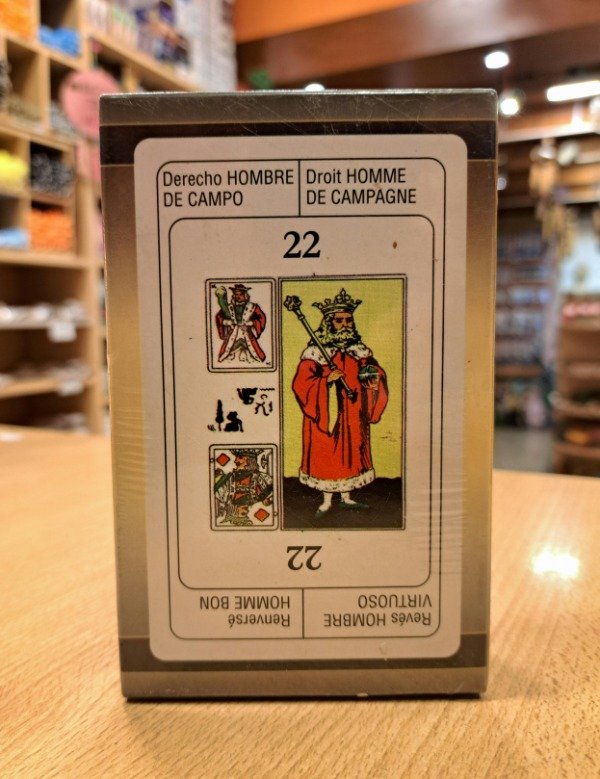 Derecho HOMBRE
DE CAMPO
Droit HOMME
DE CAMPAGNE
22
22
Renversé
HOMME BON
Revés HOMBRE
VIRTUOSO